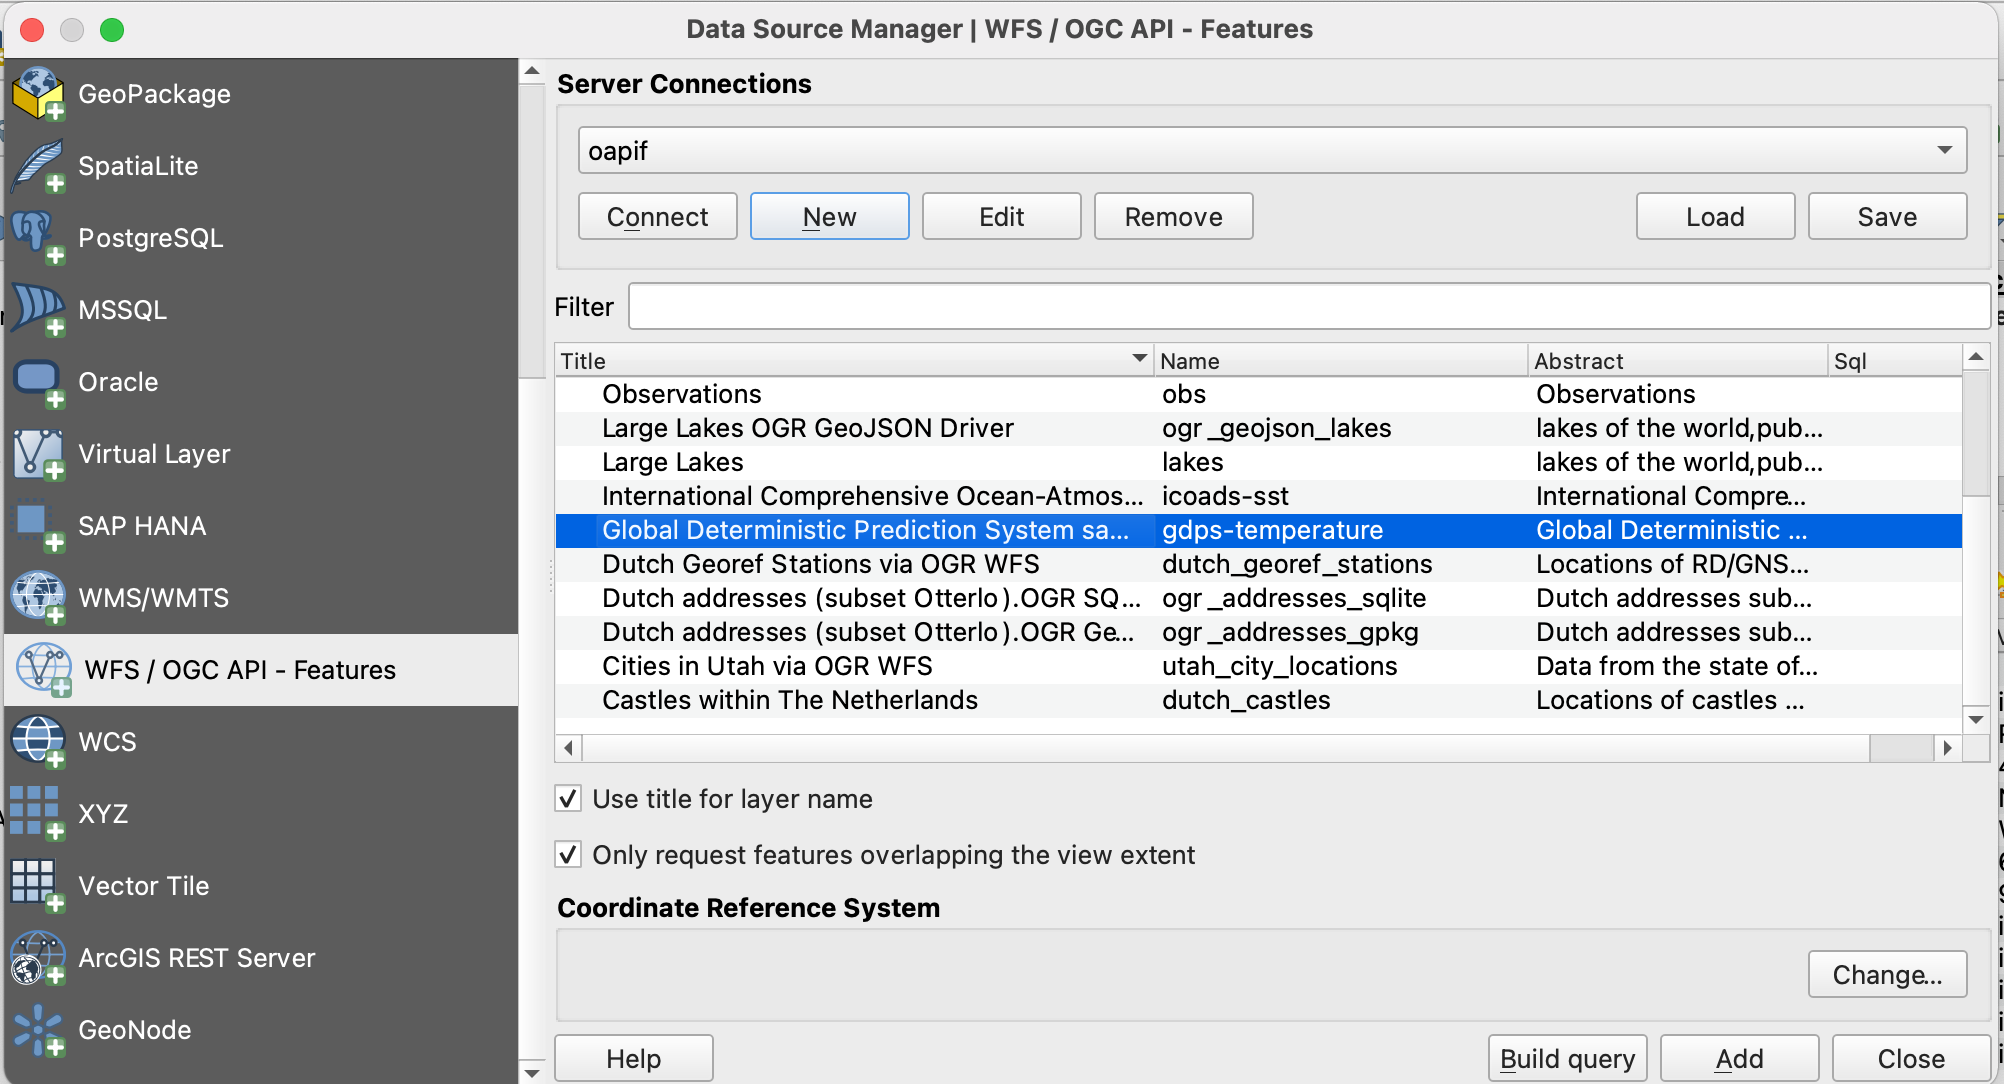 Data Source Manager | WFS / OGC API - Features
GeoPackage
SpatiaLite
PostgreSQL
MSSQL
Oracle
Virtual Layer
SAP HANA
WMS/WMTS
WFS / OGC API - Features
WCS
XYZ
Vector Tile
ArcGIS REST Server
GeoNode
Server Connections
oapif
Connect New Edit Remove Load Save
Filter
Title Name Abstract Sql
Observations obs Observations
Large Lakes OGR GeoJSON Driver ogr_geojson_lakes lakes of the world,pub...
Large Lakes lakes lakes of the world,pub...
International Comprehensive Ocean-Atmos... icoads-sst International Compre...
Global Deterministic Prediction System sa... gdps-temperature Global Deterministic ...
Dutch Georef Stations via OGR WFS dutch_georef_stations Locations of RD/GNS...
Dutch addresses (subset Otterlo).OGR SQ... ogr_addresses_sqlite Dutch addresses sub...
Dutch addresses (subset Otterlo).OGR Ge... ogr_addresses_gpkg Dutch addresses sub...
Cities in Utah via OGR WFS utah_city_locations Data from the state of...
Castles within The Netherlands dutch_castles Locations of castles ...
Use title for layer name
Only request features overlapping the view extent
Coordinate Reference System
Change...
Help Build query Add Close